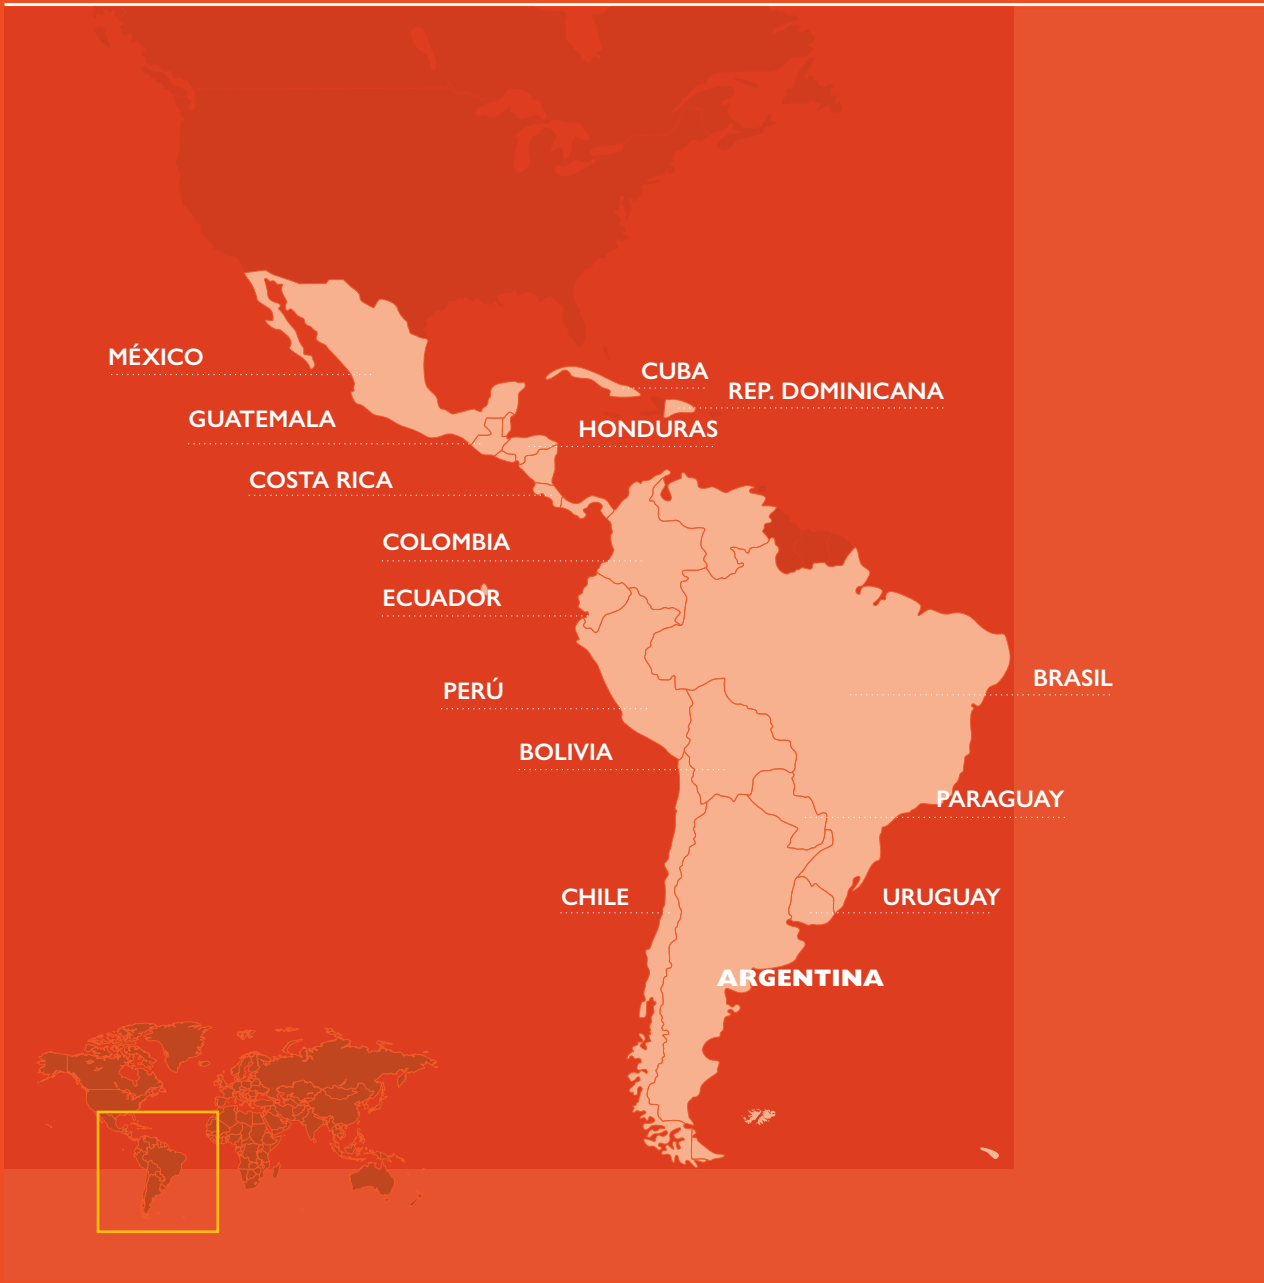 MÉXICO
CUBA
REP. DOMINICANA
GUATEMALA
HONDURAS
COSTA RICA
COLOMBIA
ECUADOR
BRASIL
PERÚ
BOLIVIA
PARAGUAY
CHILE
URUGUAY
ARGENTINA